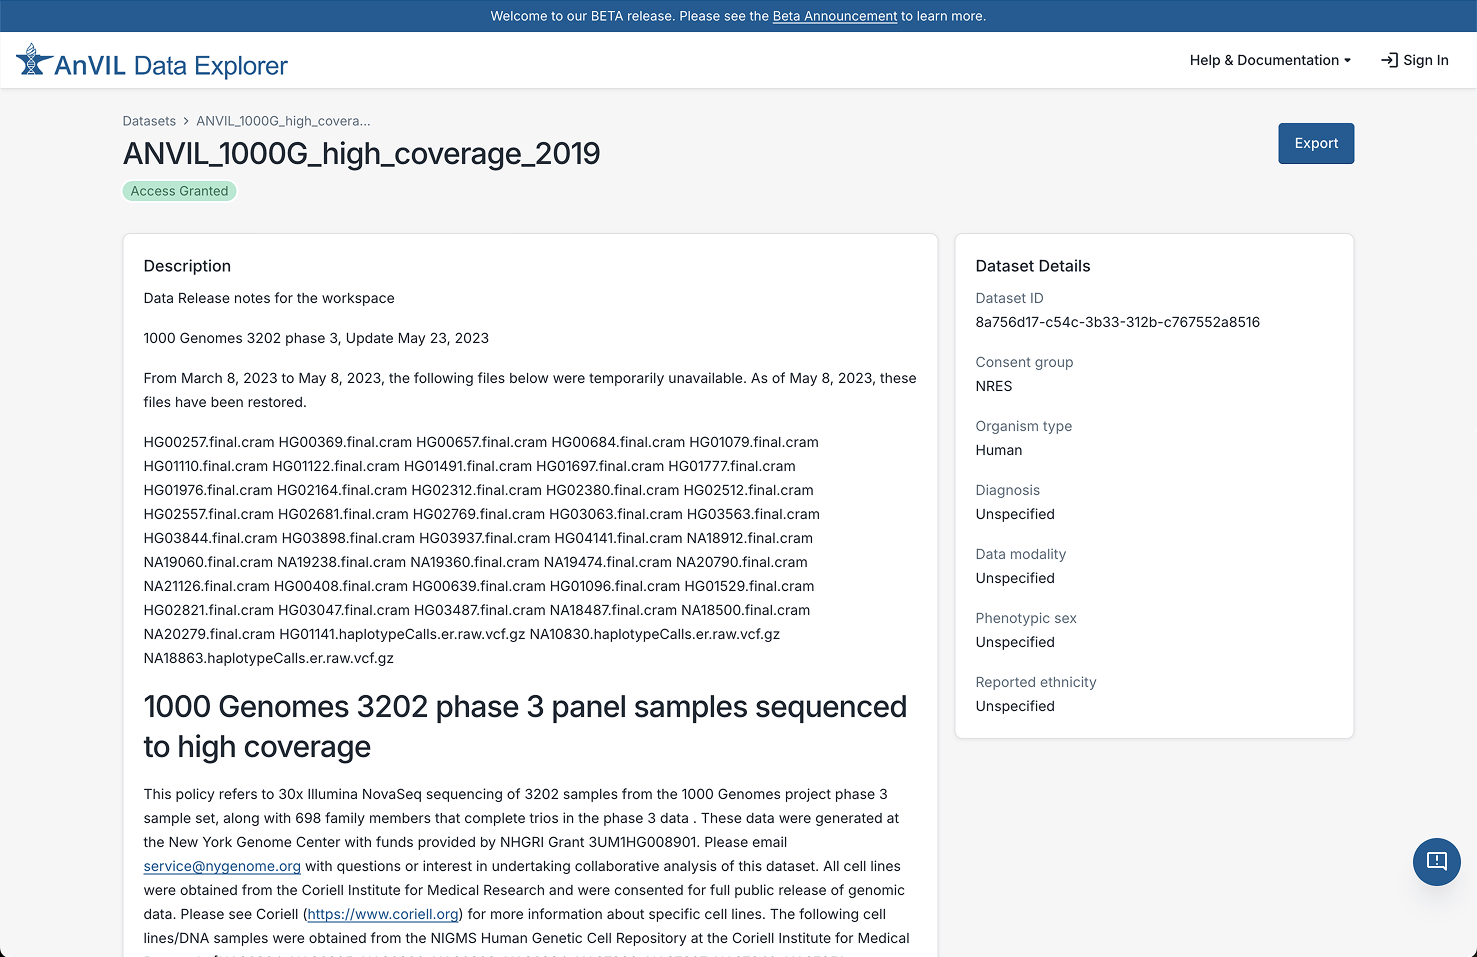 Welcome to our BETA release. Please see the Beta Announcement to learn more.
AnVIL Data Explorer
Help & Documentation
Sign In
Datasets > ANVIL_1000G_high_covera...
ANVIL_1000G_high_coverage_2019
Export
Access Granted
Description
Data Release notes for the workspace
1000 Genomes 3202 phase 3, Update May 23, 2023
From March 8, 2023 to May 8, 2023, the following files below were temporarily unavailable. As of May 8, 2023, these
files have been restored.
HG00257.final.cram HG00369.final.cram HG00657.final.cram HG00684.final.cram HG01079.final.cram
HG01110.final.cram HG01122.final.cram HG01491.final.cram HG01697.final.cram HG01777.final.cram
HG01976.final.cram HG02164.final.cram HG02312.final.cram HG02380.final.cram HG02512.final.cram
HG02557.final.cram HG02681.final.cram HG02769.final.cram HG03063.final.cram HG03563.final.cram
HG03844.final.cram HG03898.final.cram HG03937.final.cram HG04141.final.cram NA18912.final.cram
NA19060.final.cram NA19238.final.cram NA19360.final.cram NA19474.final.cram NA20790.final.cram
NA21126.final.cram HG00408.final.cram HG00639.final.cram HG01096.final.cram HG01529.final.cram
HG02821.final.cram HG03047.final.cram HG03487.final.cram NA18487.final.cram NA18500.final.cram
NA20279.final.cram HG01141.haplotypeCalls.er.raw.vcf.gz NA10830.haplotypeCalls.er.raw.vcf.gz
NA18863.haplotypeCalls.er.raw.vcf.gz
1000 Genomes 3202 phase 3 panel samples sequenced
to high coverage
This policy refers to 30x Illumina NovaSeq sequencing of 3202 samples from the 1000 Genomes project phase 3
sample set, along with 698 family members that complete trios in the phase 3 data . These data were generated at
the New York Genome Center with funds provided by NHGRI Grant 3UM1HG008901. Please email
service@nygenome.org with questions or interest in undertaking collaborative analysis of this dataset. All cell lines
were obtained from the Coriell Institute for Medical Research and were consented for full public release of genomic
data. Please see Coriell (https://www.coriell.org) for more information about specific cell lines. The following cell
lines/DNA samples were obtained from the NIGMS Human Genetic Cell Repository at the Coriell Institute for Medical
Dataset Details
Dataset ID
8a756d17-c54c-3b33-312b-c767552a8516
Consent group
NRES
Organism type
Human
Diagnosis
Unspecified
Data modality
Unspecified
Phenotypic sex
Unspecified
Reported ethnicity
Unspecified